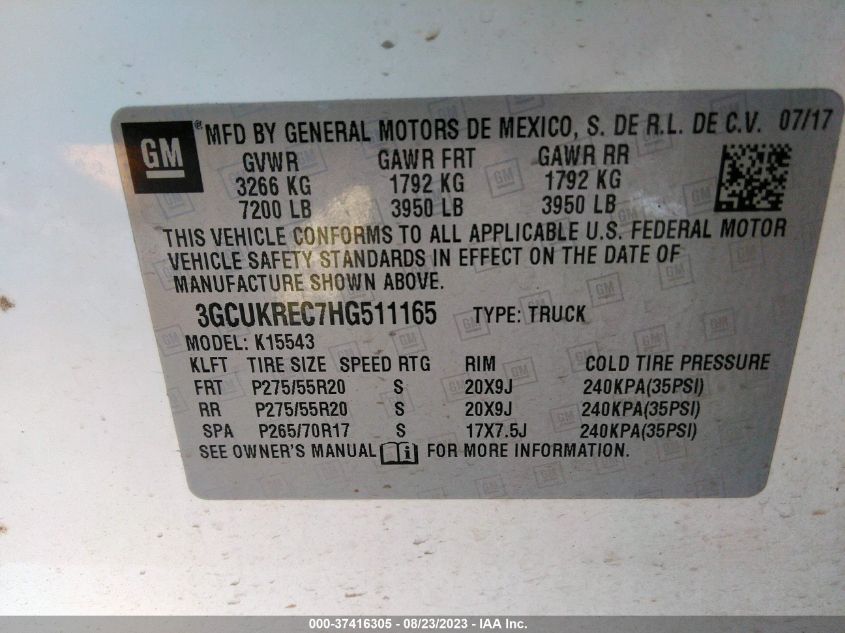 GM ® MFD BY GENERAL MOTORS DE MEXICO, S. DE R.L. DE C.V. 07/17
GVWR GAWR FRT GAWR RR
3266 KG 1792 KG 1792 KG
7200 LB 3950 LB 3950 LB
THIS VEHICLE CONFORMS TO ALL APPLICABLE U.S. FEDERAL MOTOR
VEHICLE SAFETY STANDARDS IN EFFECT ON THE DATE OF
MANUFACTURE SHOWN ABOVE.
3GCUKREC7HG511165 TYPE: TRUCK
MODEL: K15543
KLFT TIRE SIZE SPEED RTG RIM COLD TIRE PRESSURE
FRT P275/55R20 S 20X9J 240KPA(35PSI)
RR P275/55R20 S 20X9J 240KPA(35PSI)
SPA P265/70R17 S 17X7.5J 240KPA(35PSI)
SEE OWNER'S MANUAL FOR MORE INFORMATION.
000-37416305 - 08/23/2023 - IAA Inc.